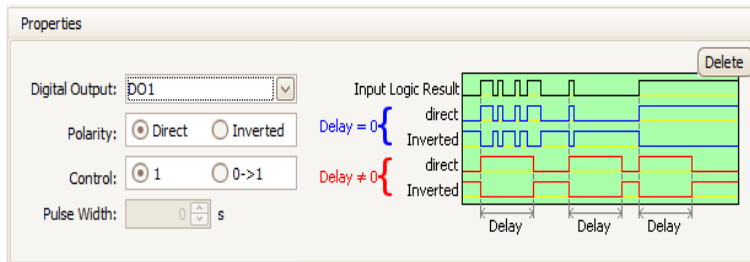 Properties
Delete
Digital Output: DO1
Polarity: Direct Inverted
Control: 1 0->1
Pulse Width: 0 s
Input Logic Result
Delay = 0{ direct
Inverted
Delay ≠ 0{ direct
Inverted
Delay Delay Delay